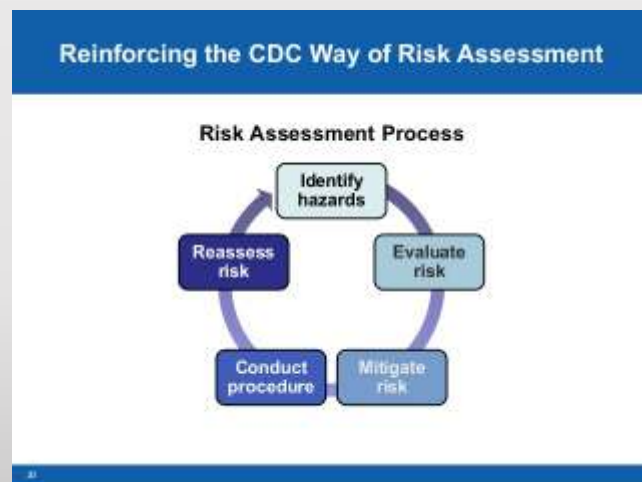 Reinforcing the CDC Way of Risk Assessment
Risk Assessment Process
Identify
hazards
Evaluate
risk
Mitigate
risk
Conduct
procedure
Reassess
risk